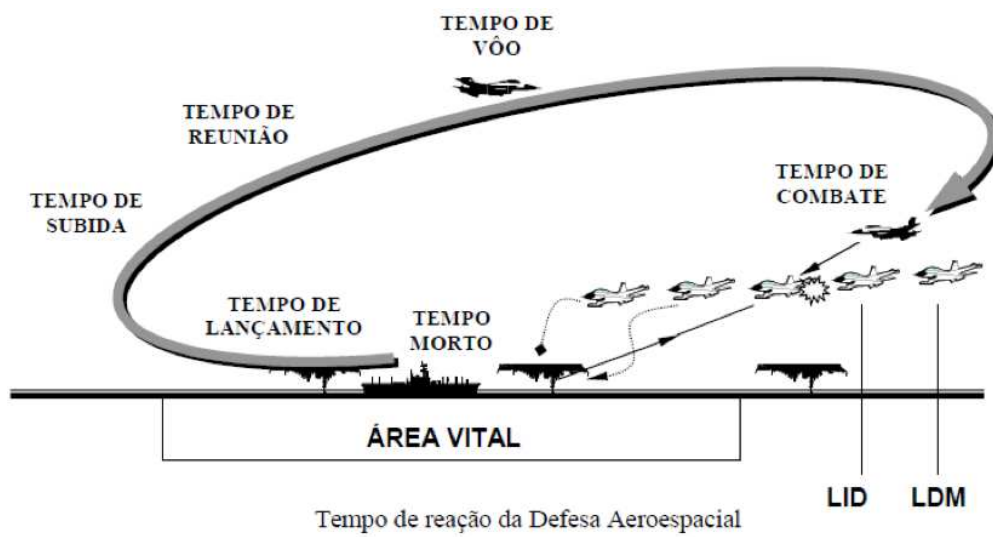 TEMPO DE
VÔO
TEMPO DE
REUNIÃO
TEMPO DE
SUBIDA
TEMPO DE
COMBATE
TEMPO DE
LANÇAMENTO
TEMPO
MORTO
ÁREA VITAL
LID
LDM
Tempo de reação da Defesa Aeroespacial